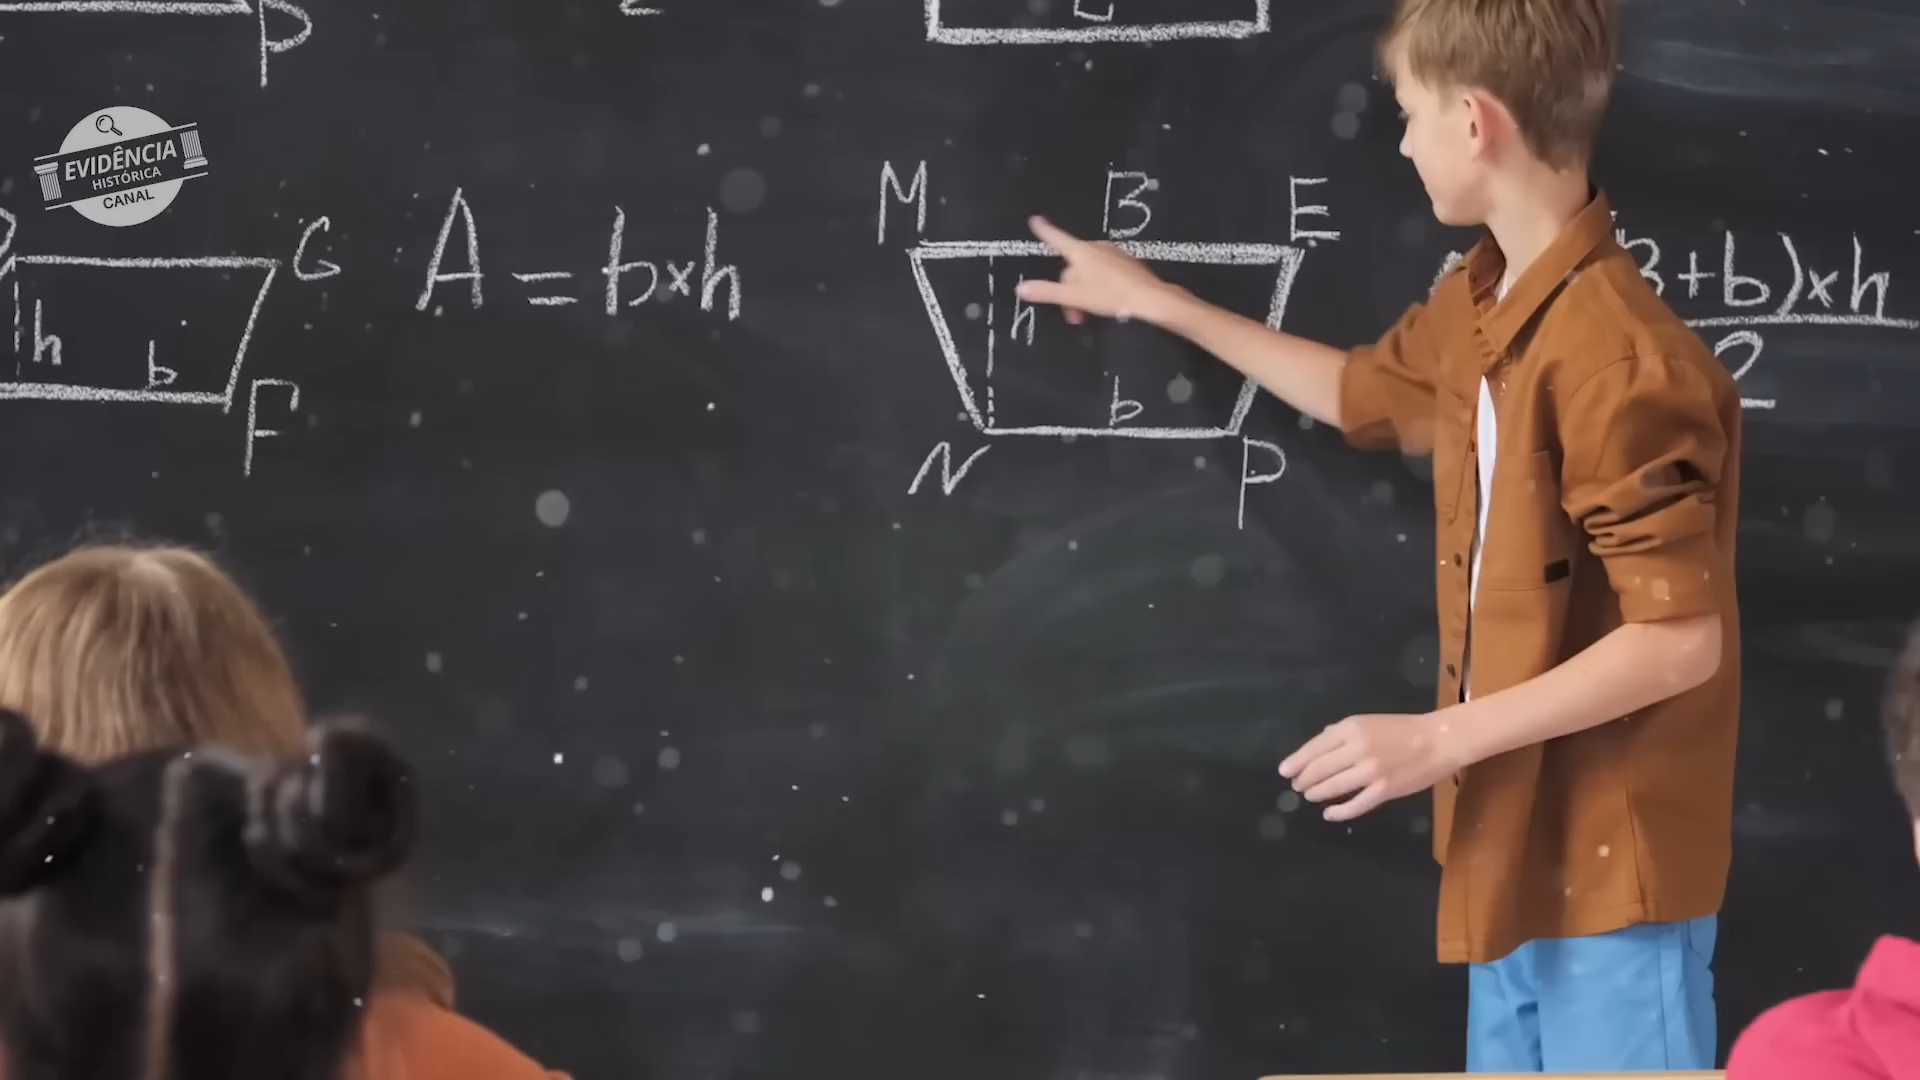 P
EVIDÊNCIA
HISTÓRICA
CANAL
G
h
b
F
A = b×h
M
B
E
h
b
N
P
+b)×h
2